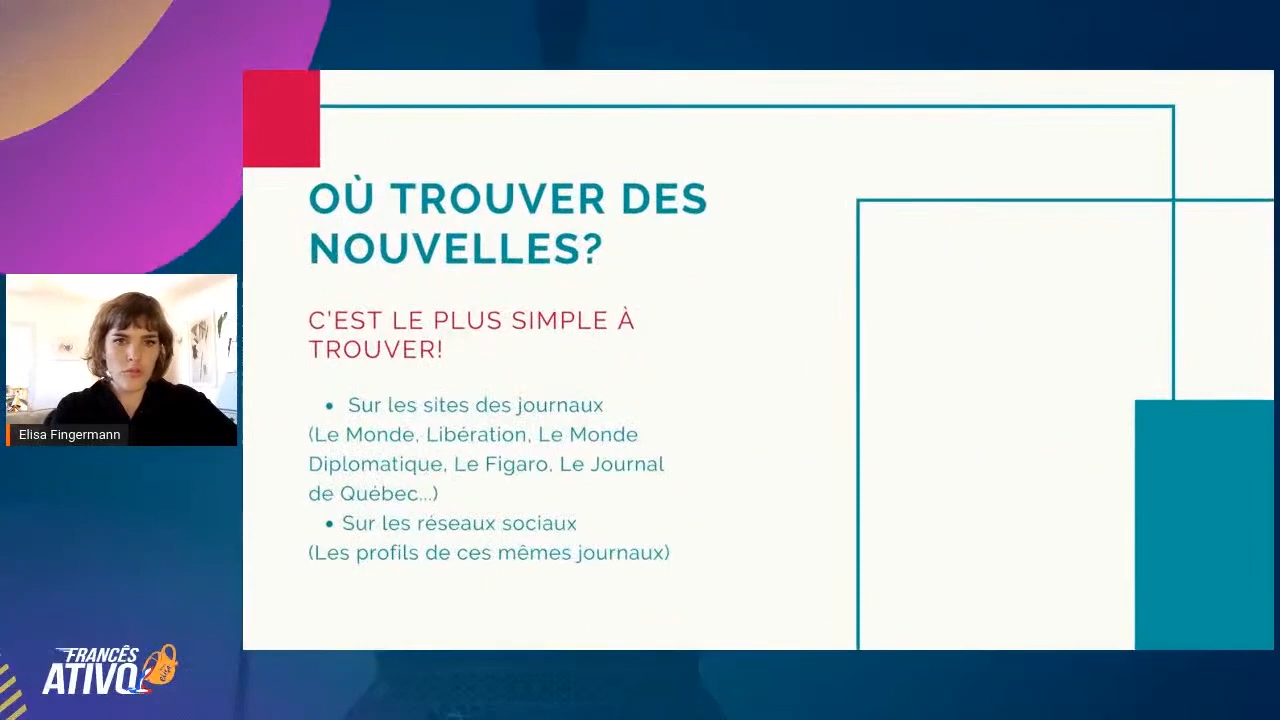 OÙ TROUVER DES
NOUVELLES?
C'EST LE PLUS SIMPLE À
TROUVER!
• Sur les sites des journaux
(Le Monde, Libération, Le Monde
Diplomatique, Le Figaro, Le Journal
de Québec...)
• Sur les réseaux sociaux
(Les profils de ces mêmes journaux)
Elisa Fingermann
FRANCÊS
ATIVO